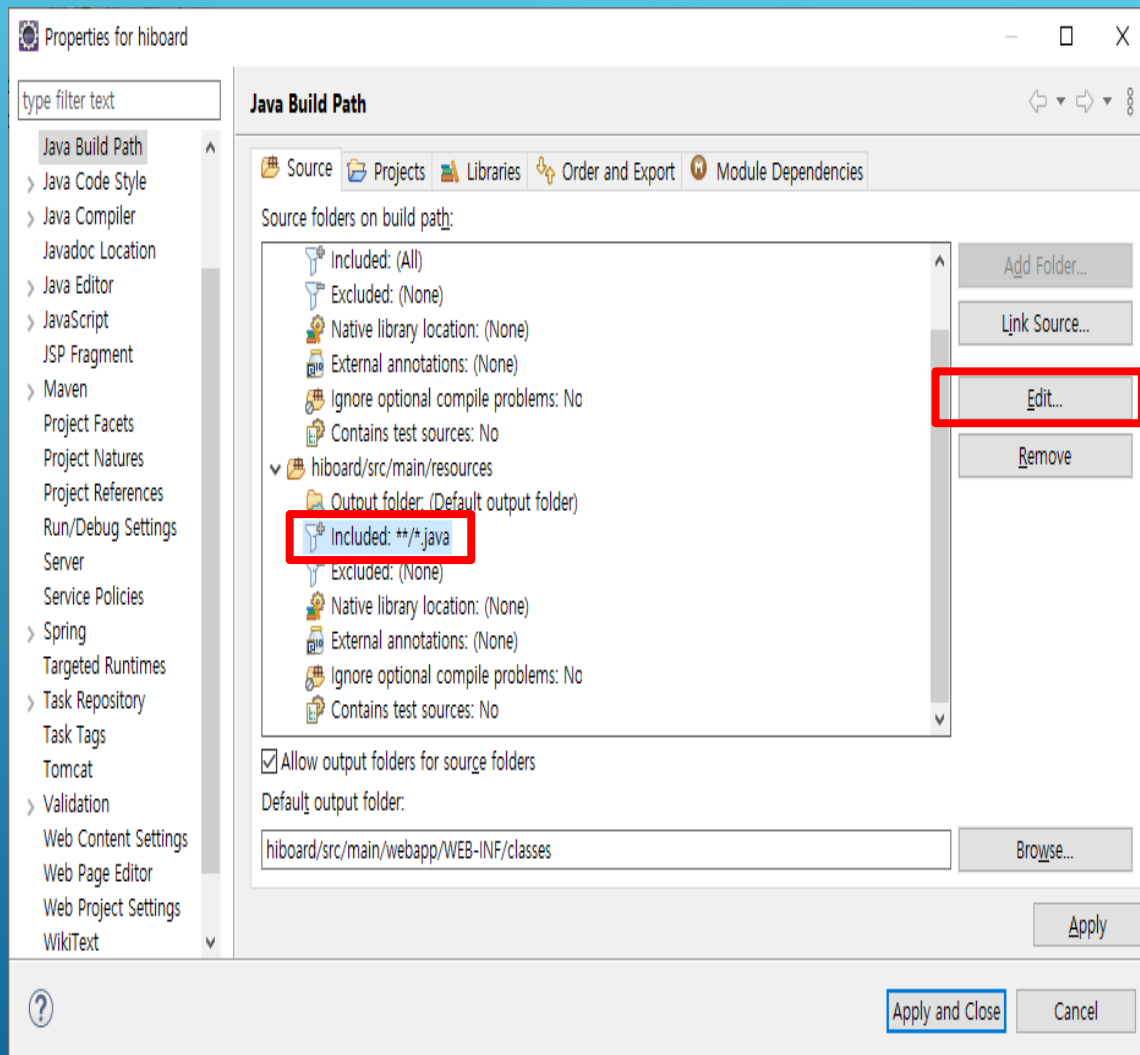 Properties for hiboard
type filter text
Java Build Path
Java Code Style
Java Compiler
Javadoc Location
Java Editor
JavaScript
JSP Fragment
Maven
Project Facets
Project Natures
Project References
Run/Debug Settings
Server
Service Policies
Spring
Targeted Runtimes
Task Repository
Task Tags
Tomcat
Validation
Web Content Settings
Web Page Editor
Web Project Settings
WikiText
Java Build Path
Source Projects Libraries Order and Export Module Dependencies
Source folders on build path:
Included: (All)
Excluded: (None)
Native library location: (None)
External annotations: (None)
Ignore optional compile problems: No
Contains test sources: No
hiboard/src/main/resources
Output folder: (Default output folder)
Included: **/*.java
Excluded: (None)
Native library location: (None)
External annotations: (None)
Ignore optional compile problems: No
Contains test sources: No
Add Folder...
Link Source...
Edit...
Remove
Allow output folders for source folders
Default output folder:
hiboard/src/main/webapp/WEB-INF/classes
Browse...
Apply
Apply and Close
Cancel